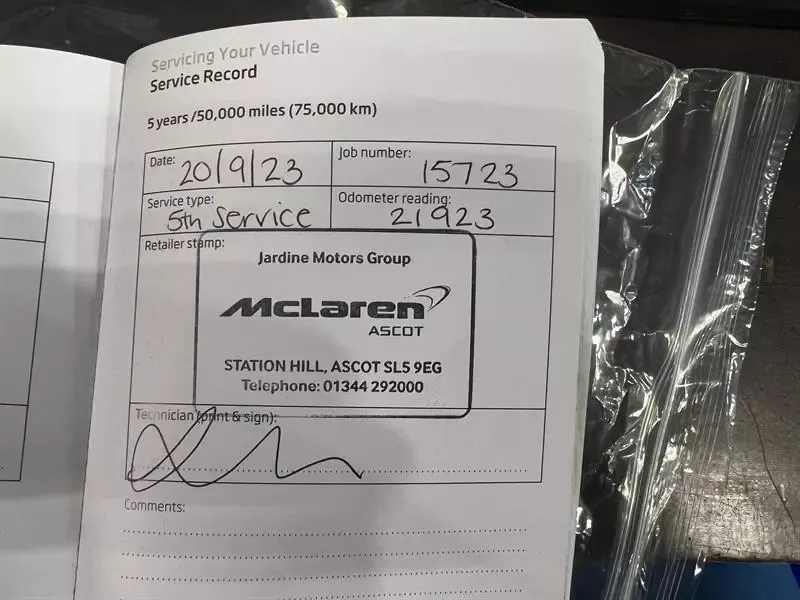 Servicing Your Vehicle
Service Record
5 years /50,000 miles (75,000 km)
Date: 20/9/23
Job number: 15723
Service type: 5th Service
Odometer reading: 21923
Retailer stamp:
Jardine Motors Group
McLaren
ASCOT
STATION HILL, ASCOT SL5 9EG
Telephone: 01344 292000
Technician (print & sign):
Comments: